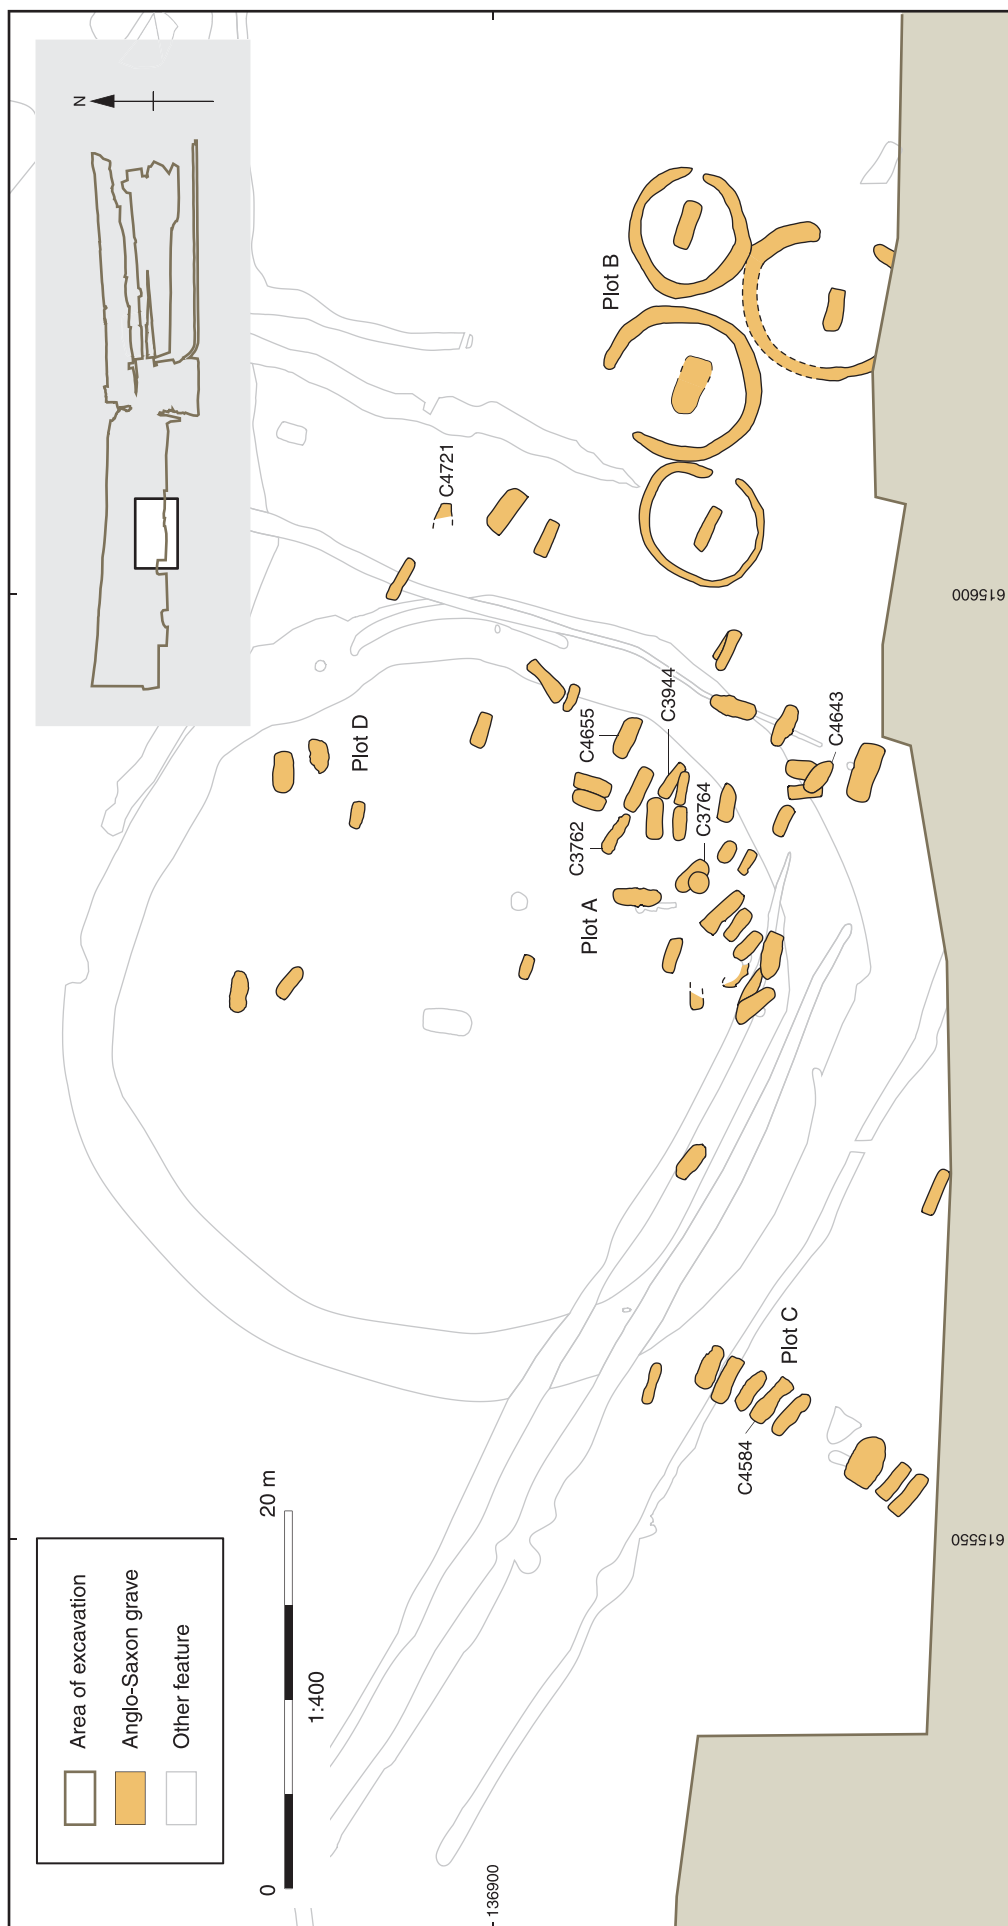 N
Plot B
C4721
615600
C3944
C4643
C4655
Plot D
C3764
C3762
Plot A
Plot C
C4584
615550
136900
Area of excavation
Anglo-Saxon grave
Other feature
0
20 m
1:400